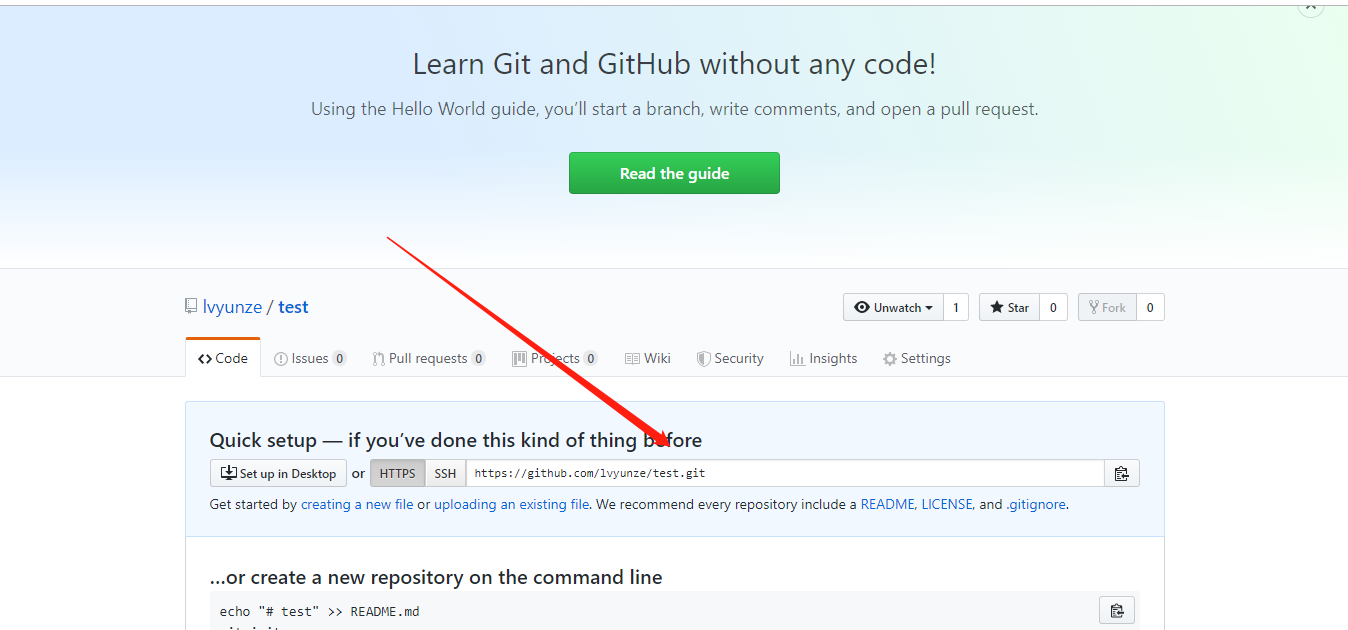 Learn Git and GitHub without any code!
Using the Hello World guide, you’ll start a branch, write comments, and open a pull request.
Read the guide
lvyunze / test
Unwatch 1 Star 0 Fork 0
Code Issues 0 Pull requests 0 Projects 0 Wiki Security Insights Settings
Quick setup — if you’ve done this kind of thing before
Set up in Desktop or HTTPS SSH https://github.com/lvyunze/test.git
Get started by creating a new file or uploading an existing file. We recommend every repository include a README, LICENSE, and .gitignore.
…or create a new repository on the command line
echo "# test" >> README.md